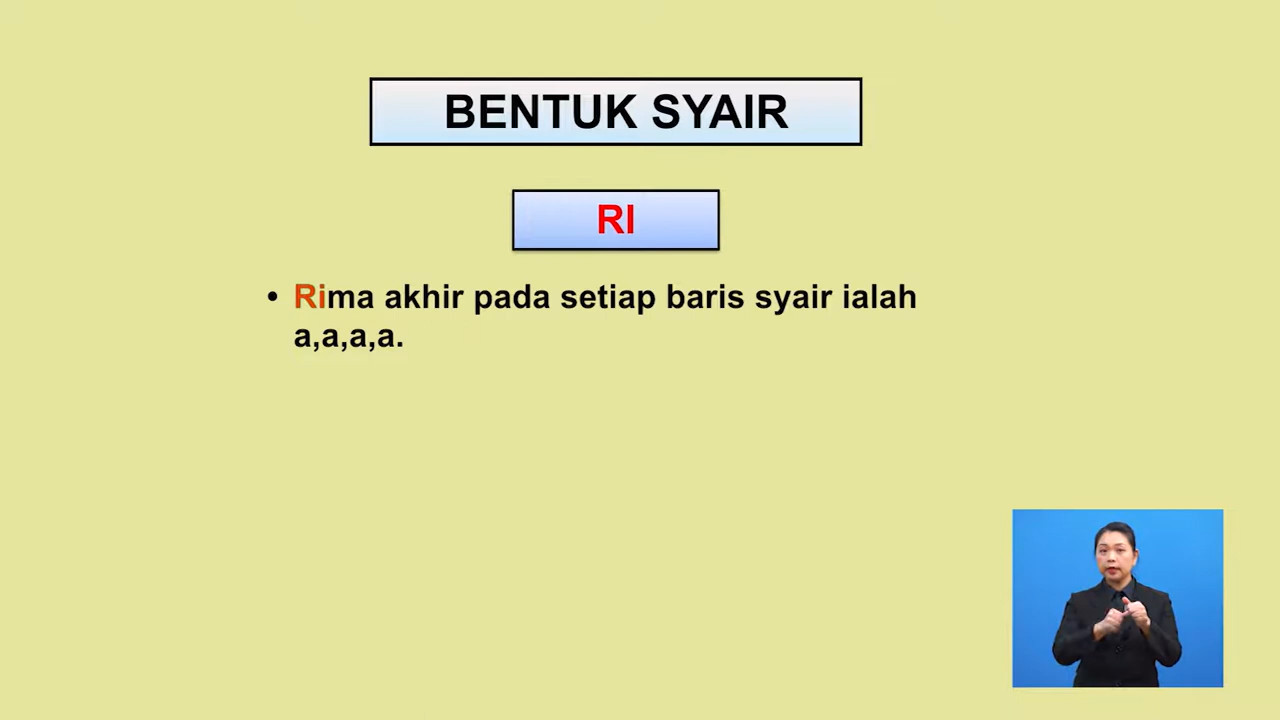 BENTUK SYAIR
RI
• Rima akhir pada setiap baris syair ialah
a,a,a,a.